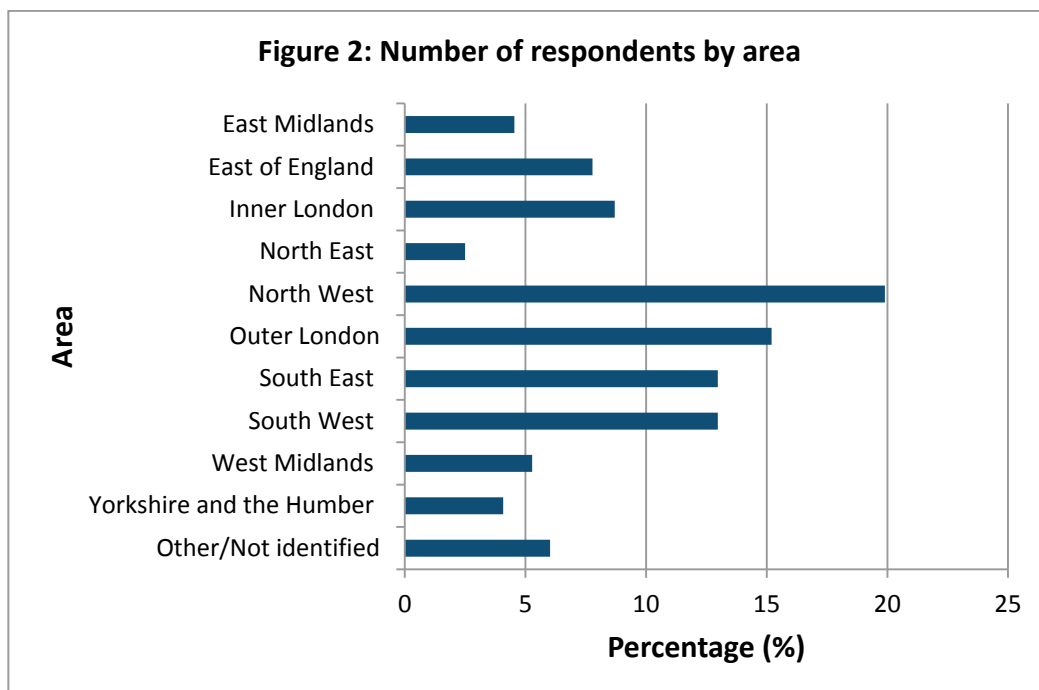 Figure 2: Number of respondents by area
Area
East Midlands
East of England
Inner London
North East
North West
Outer London
South East
South West
West Midlands
Yorkshire and the Humber
Other/Not identified
0 5 10 15 20 25
Percentage (%)